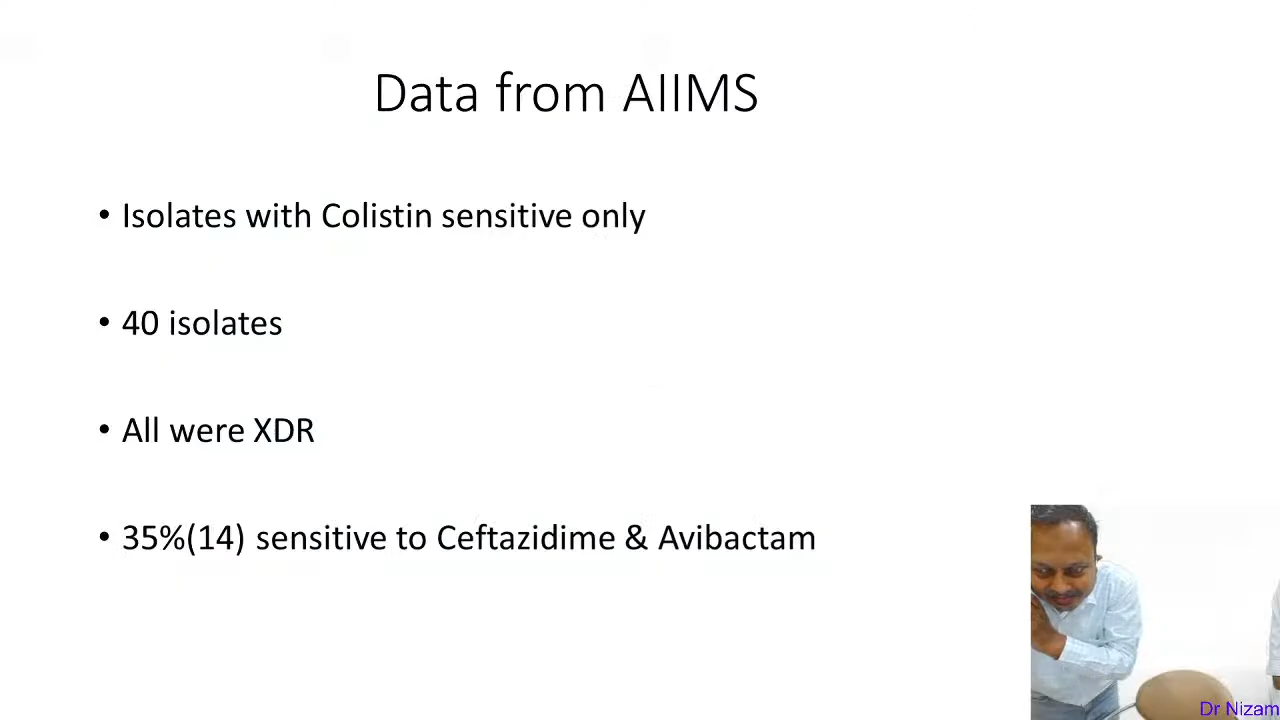 Data from AIIMS
• Isolates with Colistin sensitive only
• 40 isolates
• All were XDR
• 35%(14) sensitive to Ceftazidime & Avibactam
Dr Nizam